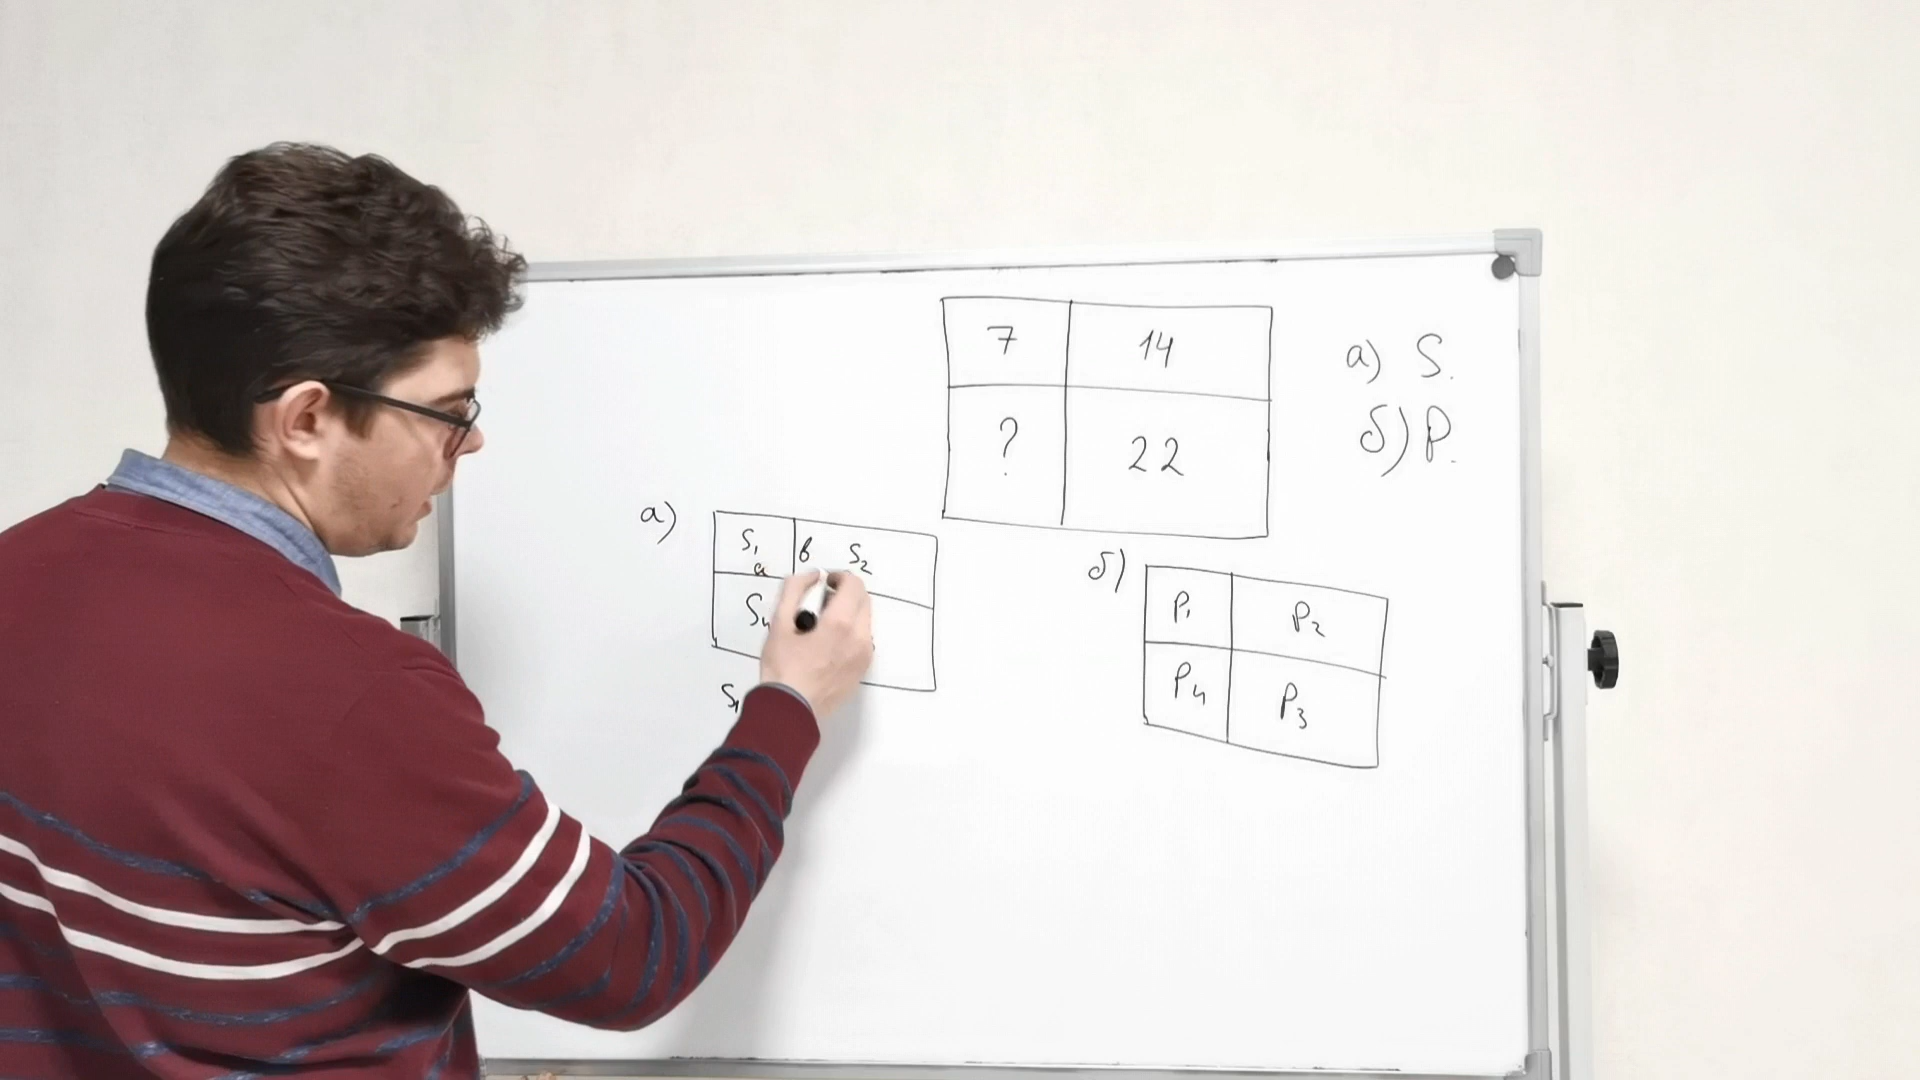 7 14
? 22
а) S.
б) P.
а)
S₁ в S₂
а
S₄
S₁
б)
P₁ P₂
P₄ P₃